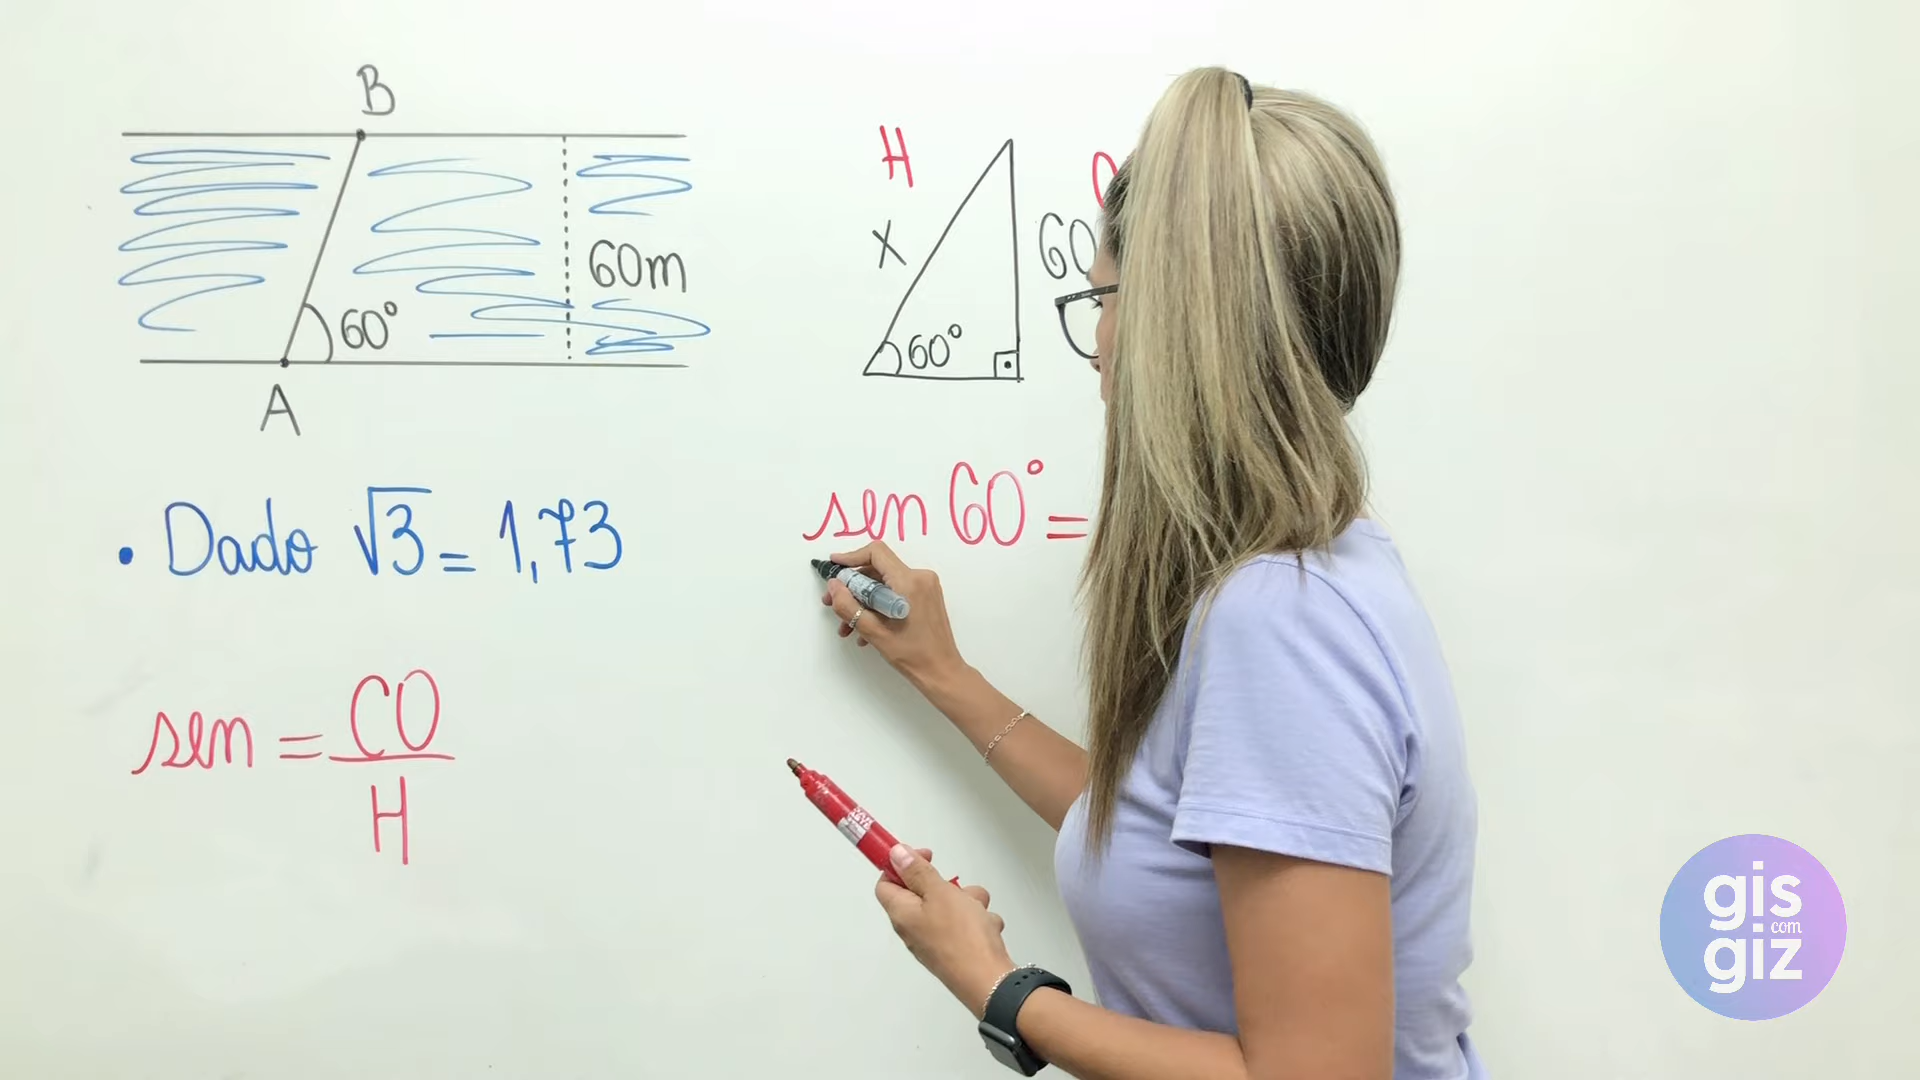 B
60m
60°
A
H
X
60
60°
• Dado √3 = 1,73
sen 60° =
sen = CO
H
gis
com
giz